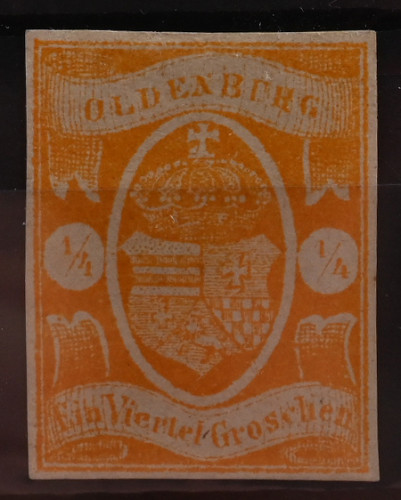 OLDENBURG
1/4 1/4
Ein Viertel Groschen.